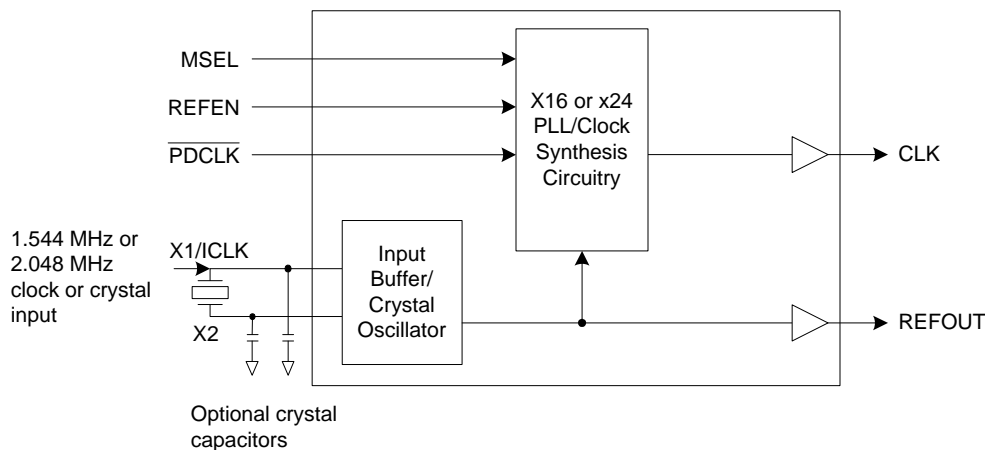 MSEL
REFEN
PDCLK
X16 or x24
PLL/Clock
Synthesis
Circuitry
CLK
1.544 MHz or
2.048 MHz
clock or crystal
input
X1/ICLK
X2
Input
Buffer/
Crystal
Oscillator
REFOUT
Optional crystal
capacitors